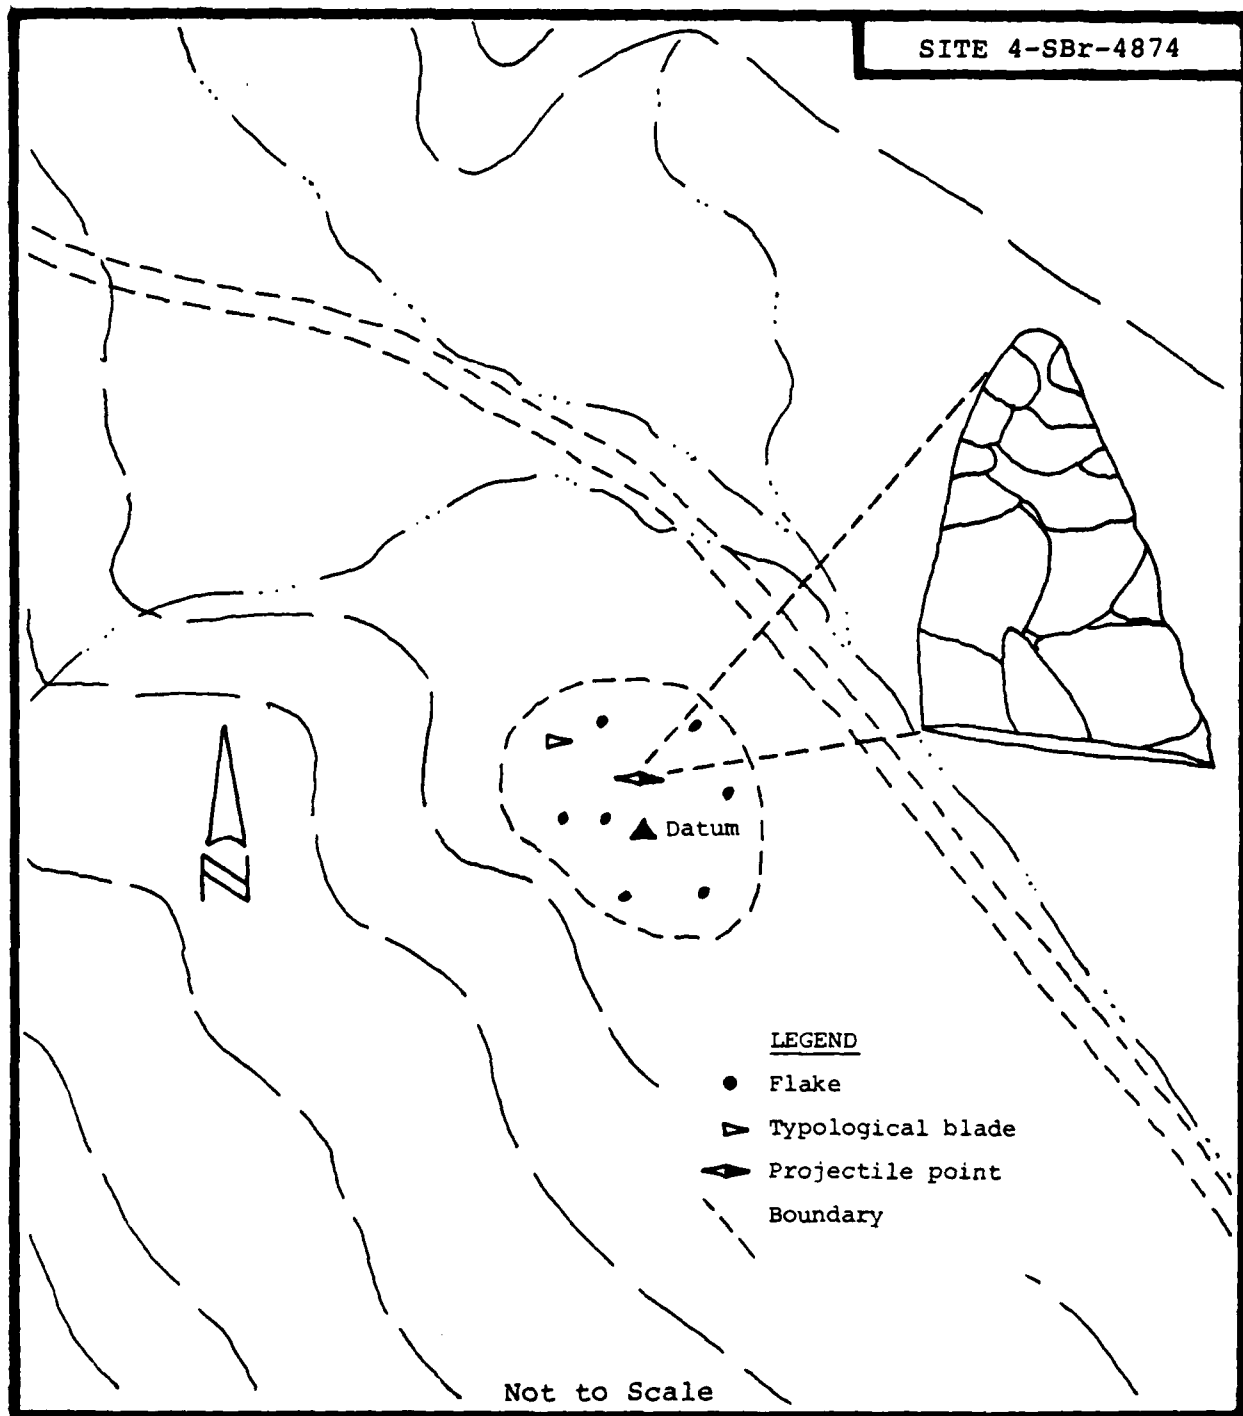 SITE 4-SBr-4874
N
Datum
LEGEND
Flake
Typological blade
Projectile point
Boundary
Not to Scale